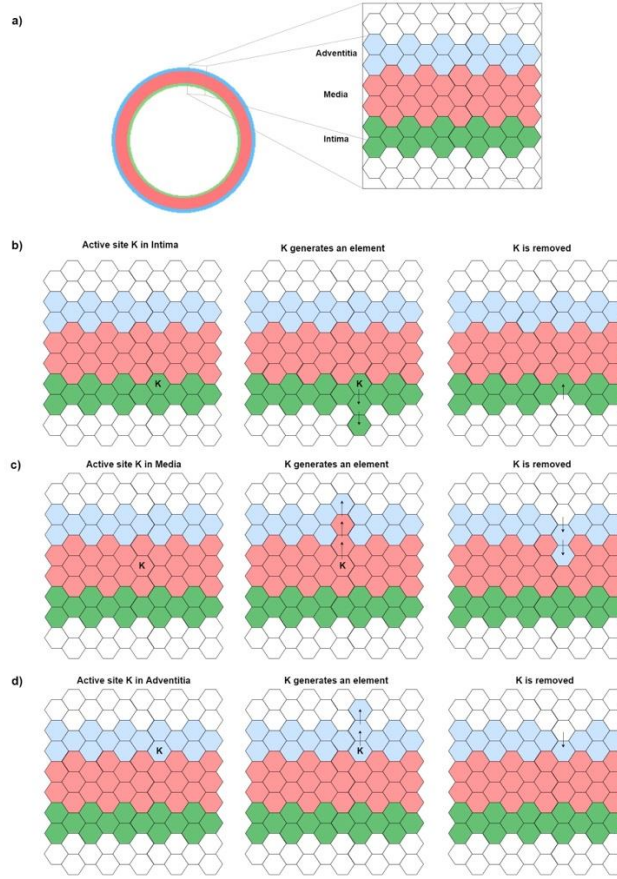 a)
Adventitia
Media
Intima
b)
Active site K in Intima
K generates an element
K is removed
K
K
c)
Active site K in Media
K generates an element
K is removed
K
K
d)
Active site K in Adventitia
K generates an element
K is removed
K
K